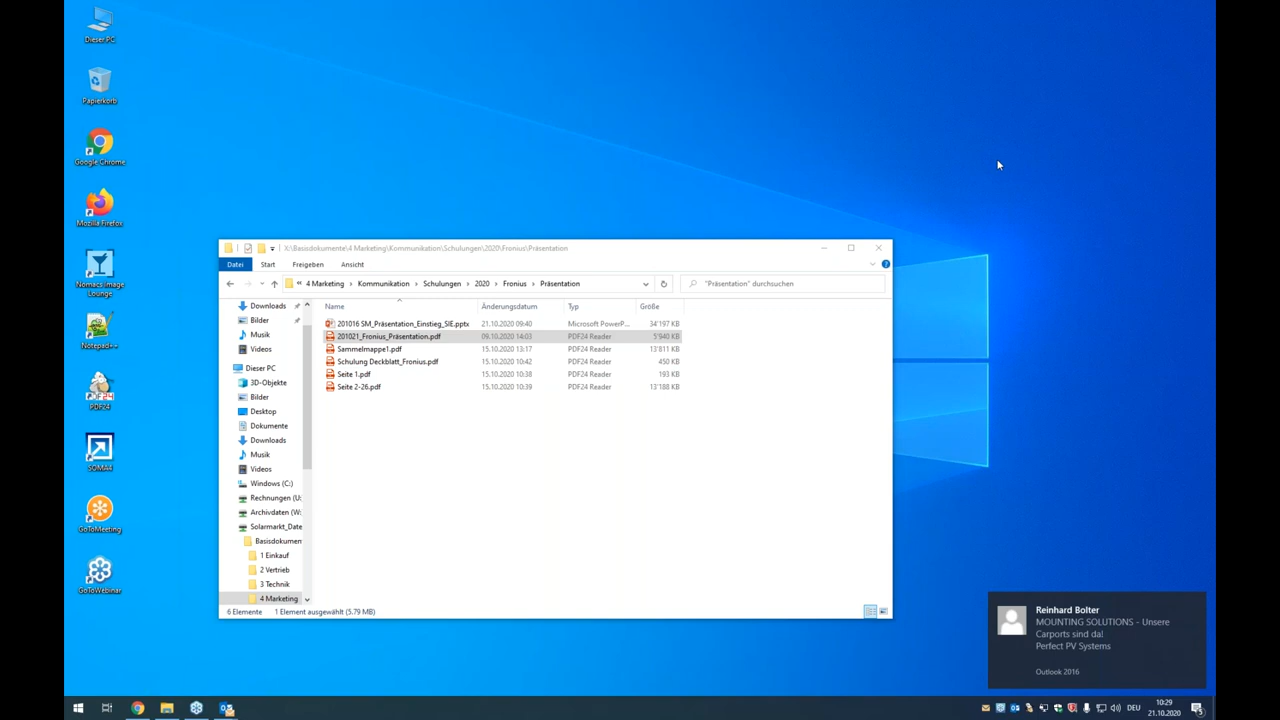 Dieser PC
Papierkorb
Google Chrome
Mozilla Firefox
Nomacs Image
Lounge
Notepad++
PDF24
SOMA4
GoToMeeting
GoToWebinar
X:\Basisdokumente\4 Marketing\Kommunikation\Schulungen\2020\Fronius\Präsentation
Datei Start Freigeben Ansicht
« 4 Marketing › Kommunikation › Schulungen › 2020 › Fronius › Präsentation
"Präsentation" durchsuchen
Downloads
Bilder
Musik
Videos
Dieser PC
3D-Objekte
Bilder
Desktop
Dokumente
Downloads
Musik
Videos
Windows (C:)
Rechnungen (U:
Archivdaten (W:
Solarmarkt_Date
Basisdokumen
1 Einkauf
2 Vertrieb
3 Technik
4 Marketing
Name Änderungsdatum Typ Größe
201016 SM_Präsentation_Einstieg_SIE.pptx 21.10.2020 09:40 Microsoft PowerP... 34'197 KB
201021_Fronius_Präsentation.pdf 09.10.2020 14:03 PDF24 Reader 5'940 KB
Sammelmappe1.pdf 15.10.2020 13:17 PDF24 Reader 13'811 KB
Schulung Deckblatt_Fronius.pdf 15.10.2020 10:42 PDF24 Reader 450 KB
Seite 1.pdf 15.10.2020 10:38 PDF24 Reader 193 KB
Seite 2-26.pdf 15.10.2020 10:39 PDF24 Reader 13'188 KB
6 Elemente 1 Element ausgewählt (5.79 MB)
Reinhard Bolter
MOUNTING SOLUTIONS - Unsere
Carports sind da!
Perfect PV Systems
Outlook 2016
DEU
10:29
21.10.2020